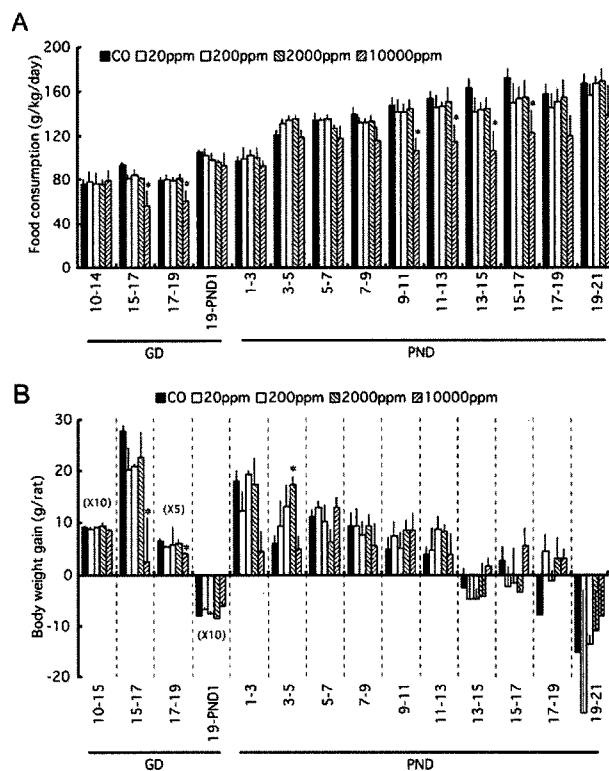 A
CO 20ppm 200ppm 2000ppm 10000ppm
Food consumption (g/kg/day)
200
160
120
80
40
0
* * * * * *
10-14 15-17 17-19 19-PND1 1-3 3-5 5-7 7-9 9-11 11-13 13-15 15-17 17-19 19-21
GD PND
B
CO 20ppm 200ppm 2000ppm 10000ppm
Body weight gain (g/rat)
30
20
10
0
-10
-20
(X10) (X5)
* * *
(X10)
10-15 15-17 17-19 19-PND1 1-3 3-5 5-7 7-9 9-11 11-13 13-15 15-17 17-19 19-21
GD PND